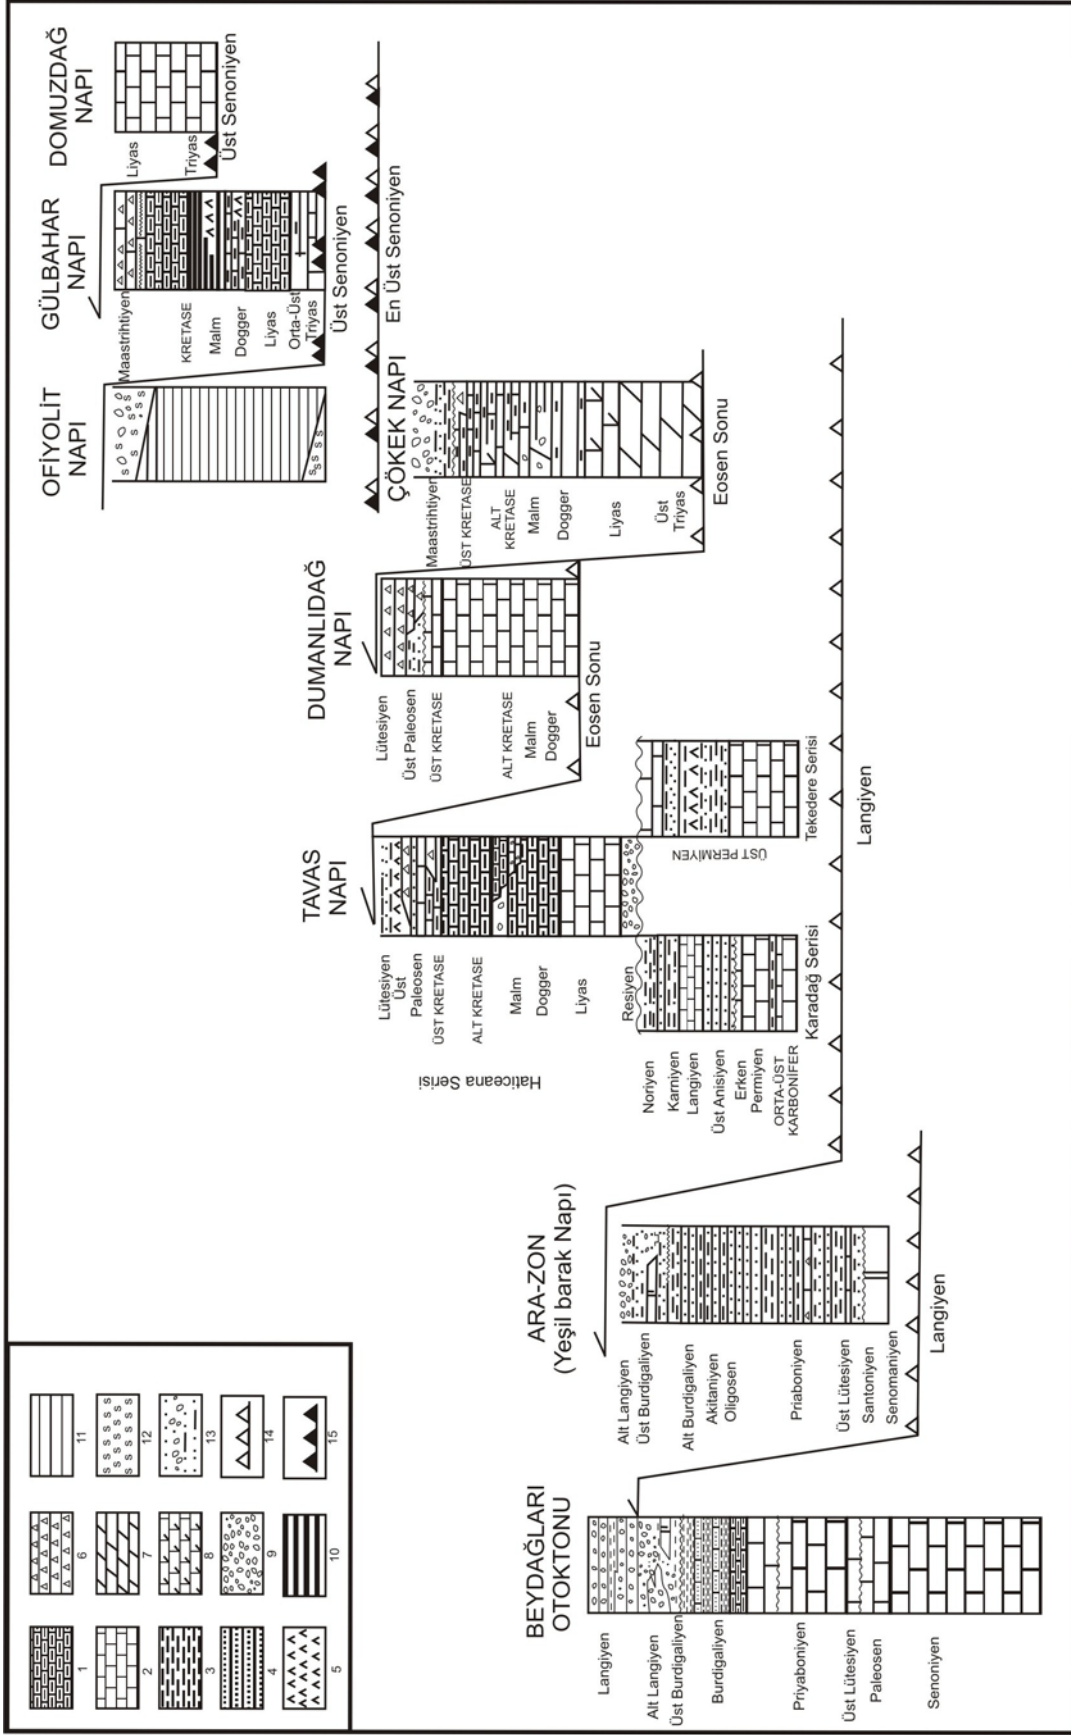 1
2
3
4
5
6
7
8
9
10
11
12
13
14
15
BEYDAĞLARI
OTOKTONU
Langiyen
Alt Langiyen
Üst Burdigaliyen
Burdigaliyen
Priyaboniyen
Üst Lütesiyen
Paleosen
Senoniyen
ARA-ZON
(Yeşil barak Napı)
Alt Langiyen
Üst Burdigaliyen
Alt Burdigaliyen
Akitaniyen
Oligosen
Priaboniyen
Üst Lütesiyen
Santoniyen
Senomaniyen
Langiyen
TAVAS
NAPI
Lütesiyen
Üst
Paleosen
ÜST KRETASE
ALT KRETASE
Malm
Dogger
Liyas
Resiyen
Haticeana Serisi
Noriyen
Karniyen
Langiyen
Üst Anisiyen
Erken
Permiyen
ORTA-ÜST
KARBONİFER
Karadağ Serisi
ÜST PERMİYEN
Tekedere Serisi
Langiyen
DUMANLIDAĞ
NAPI
Lütesiyen
Üst Paleosen
ÜST KRETASE
ALT KRETASE
Malm
Dogger
Eosen Sonu
ÇÖKEK NAPI
Maastrihtiyen
ÜST KRETASE
ALT
KRETASE
Malm
Dogger
Liyas
Üst
Triyas
Eosen Sonu
OFİYOLİT
NAPI
s s s s s s
s s s s s
GÜLBAHAR
NAPI
Maastrihtiyen
KRETASE
Malm
Dogger
Liyas
Orta-Üst
Triyas
Üst Senoniyen
En Üst Senoniyen
DOMUZDAĞ
NAPI
Liyas
Triyas
Üst Senoniyen